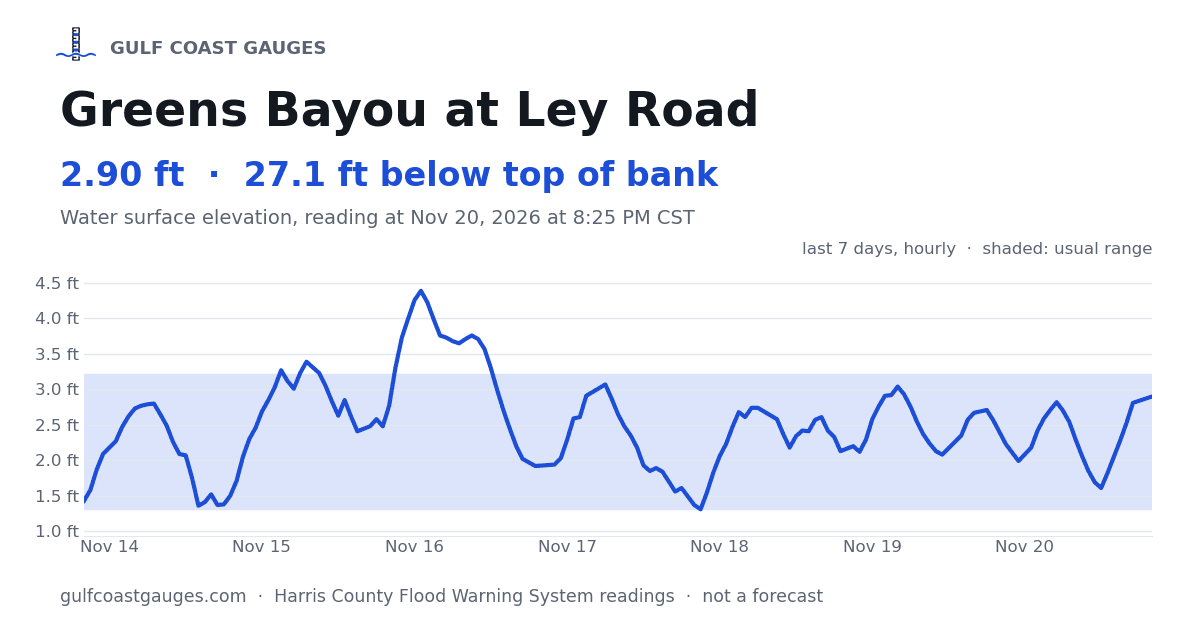 GULF COAST GAUGES
Greens Bayou at Ley Road
2.90 ft · 27.1 ft below top of bank
Water surface elevation, reading at Nov 20, 2026 at 8:25 PM CST
last 7 days, hourly · shaded: usual range
4.5 ft
4.0 ft
3.5 ft
3.0 ft
2.5 ft
2.0 ft
1.5 ft
1.0 ft
Nov 14 Nov 15 Nov 16 Nov 17 Nov 18 Nov 19 Nov 20
gulfcoastgauges.com · Harris County Flood Warning System readings · not a forecast